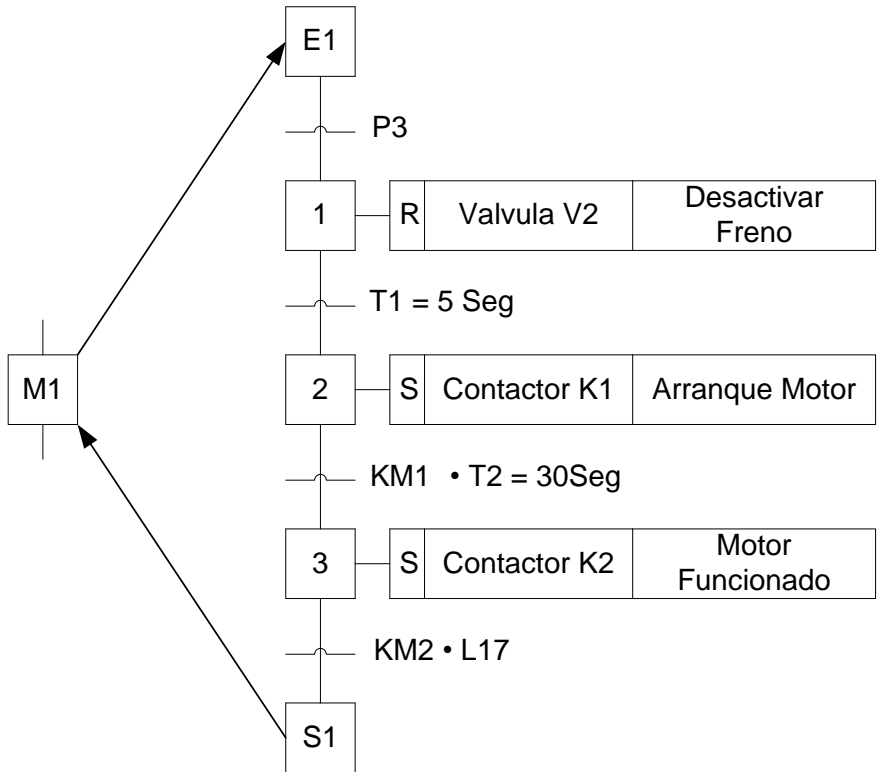 E1
P3
1
R
Valvula V2
Desactivar
Freno
T1 = 5 Seg
M1
2
S
Contactor K1
Arranque Motor
KM1 • T2 = 30Seg
3
S
Contactor K2
Motor
Funcionado
KM2 • L17
S1